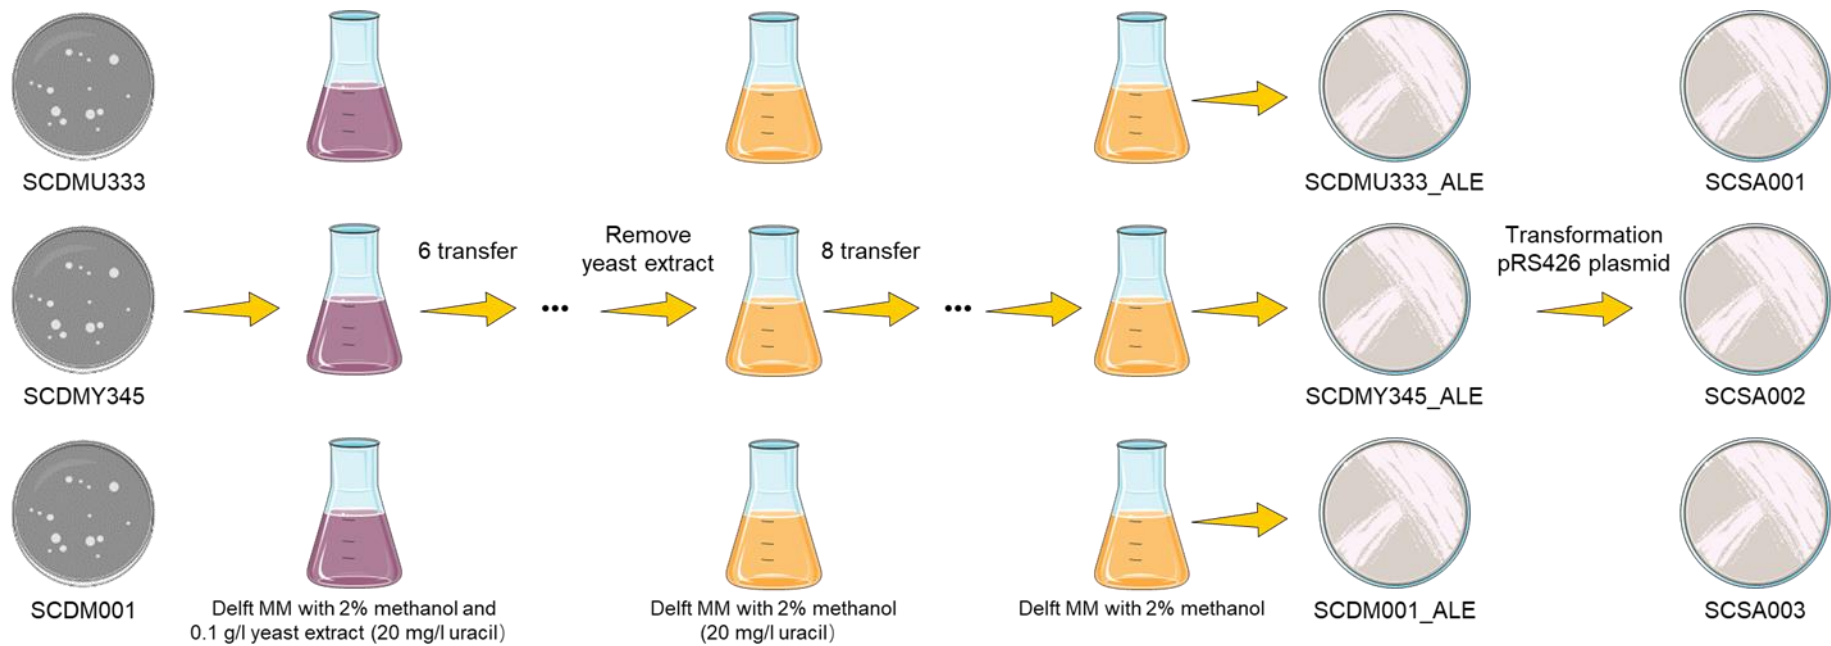 SCDMU333
SCDMU333_ALE
SCSA001
6 transfer
Remove
yeast extract
8 transfer
Transformation
pRS426 plasmid
•••
•••
SCDMY345
SCDMY345_ALE
SCSA002
SCDM001
Delft MM with 2% methanol and
0.1 g/l yeast extract (20 mg/l uracil)
Delft MM with 2% methanol
(20 mg/l uracil)
Delft MM with 2% methanol
SCDM001_ALE
SCSA003